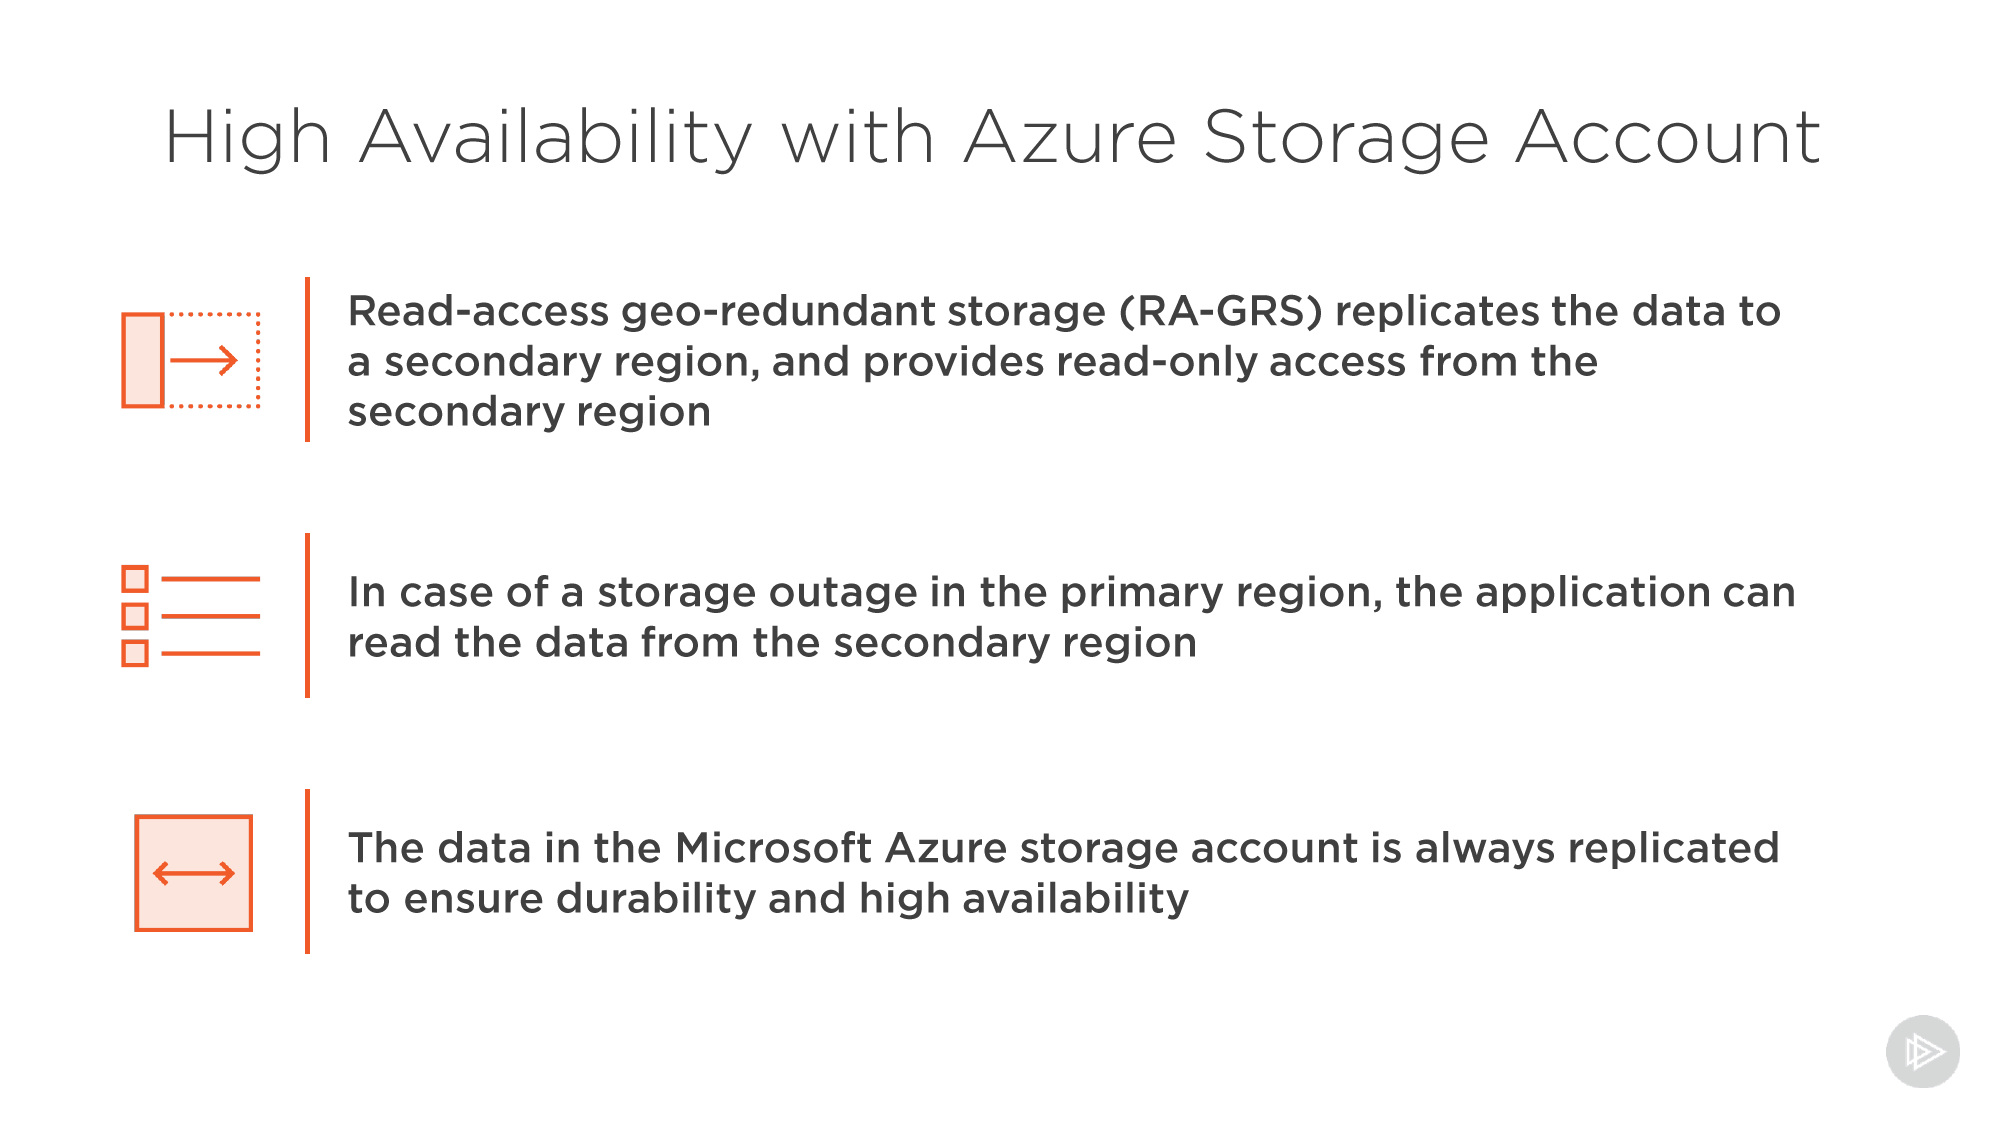 High Availability with Azure Storage Account
Read-access geo-redundant storage (RA-GRS) replicates the data to
a secondary region, and provides read-only access from the
secondary region
In case of a storage outage in the primary region, the application can
read the data from the secondary region
The data in the Microsoft Azure storage account is always replicated
to ensure durability and high availability